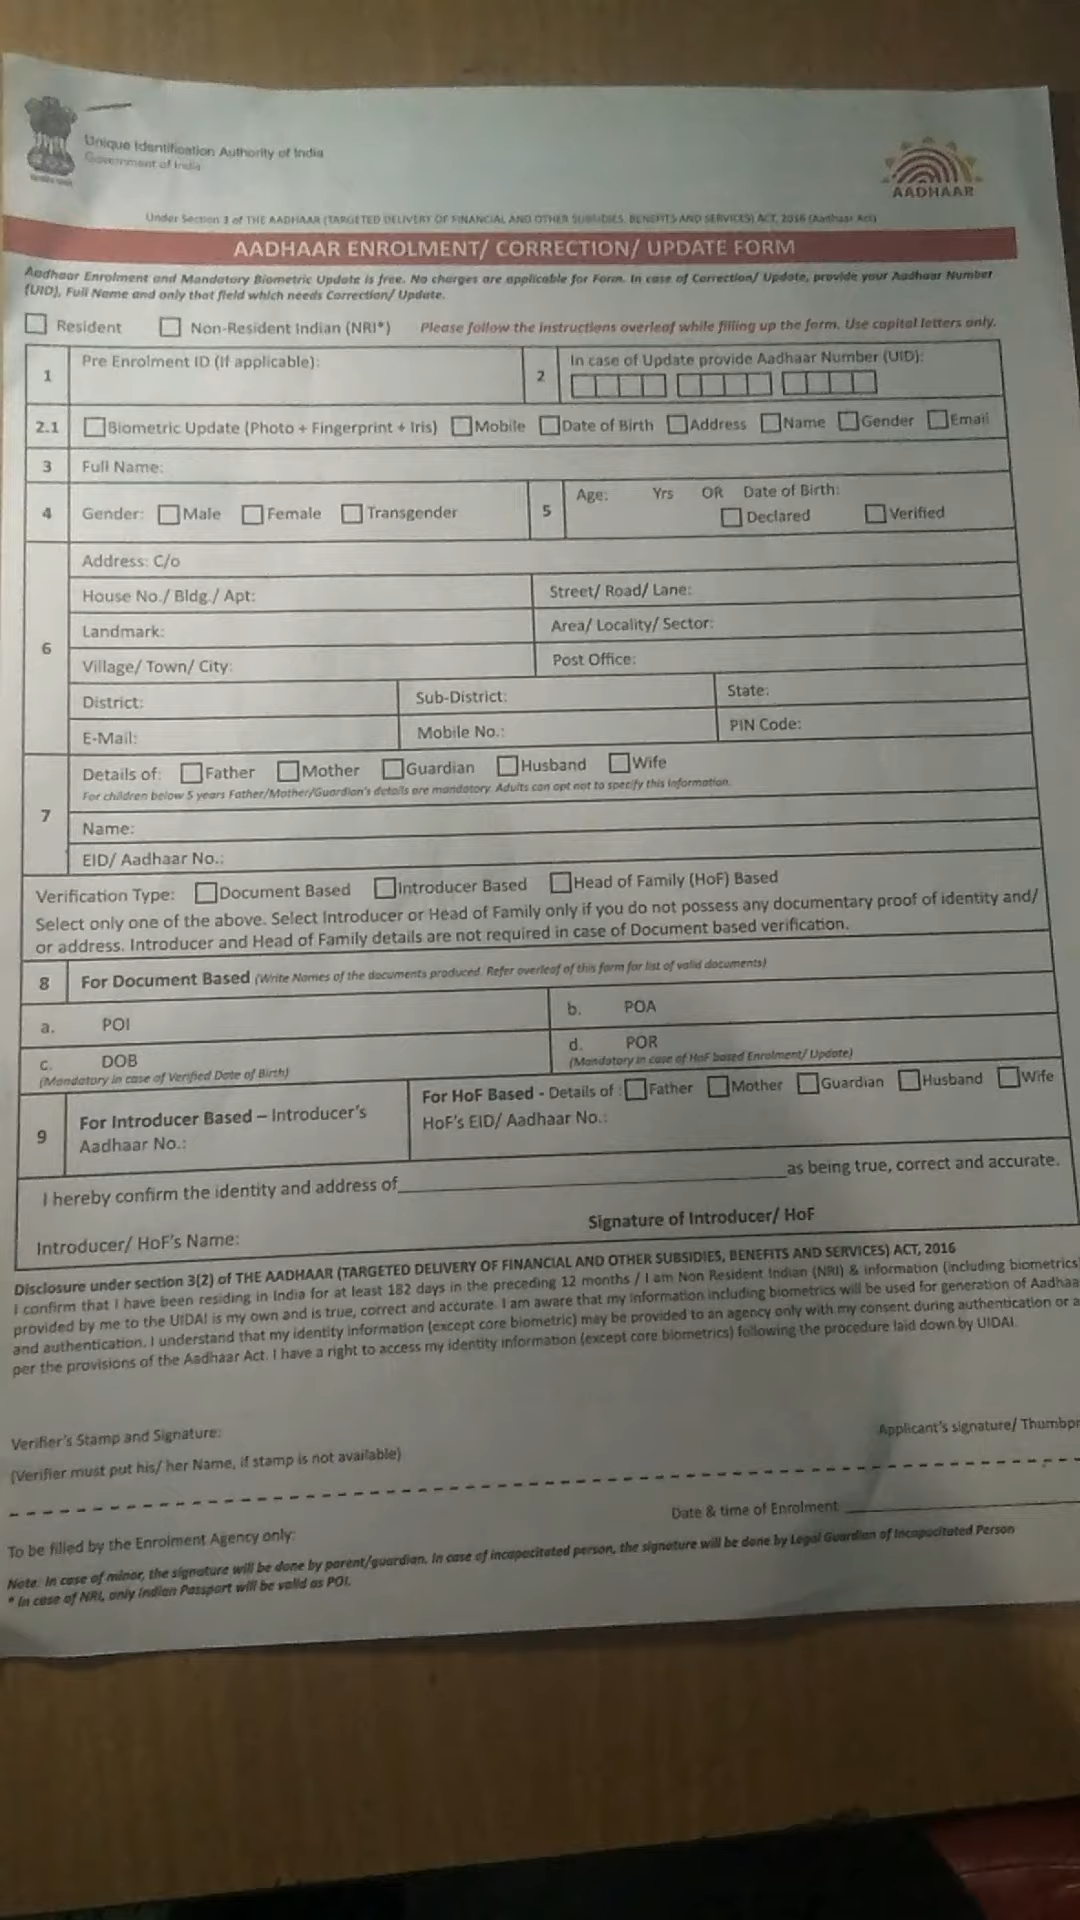 Unique Identification Authority of India
Government of India
AADHAAR
Under Section 3 of THE AADHAAR (TARGETED DELIVERY OF FINANCIAL AND OTHER SUBSIDIES, BENEFITS AND SERVICES) ACT, 2016 (Aadhaar Act)
AADHAAR ENROLMENT/ CORRECTION/ UPDATE FORM
Aadhaar Enrolment and Mandatory Biometric Update is free. No charges are applicable for Form. In case of Correction/ Update, provide your Aadhaar Number
(UID), Full Name and only that field which needs Correction/ Update.
Resident Non-Resident Indian (NRI*) Please follow the instructions overleaf while filling up the form. Use capital letters only.
1 Pre Enrolment ID (If applicable): 2 In case of Update provide Aadhaar Number (UID):
2.1 Biometric Update (Photo + Fingerprint + Iris) Mobile Date of Birth Address Name Gender Email
3 Full Name:
4 Gender: Male Female Transgender 5 Age: Yrs OR Date of Birth:
Declared Verified
6 Address: C/o
House No./ Bldg./ Apt: Street/ Road/ Lane:
Landmark: Area/ Locality/ Sector:
Village/ Town/ City: Post Office:
District: Sub-District: State:
E-Mail: Mobile No.: PIN Code:
7 Details of: Father Mother Guardian Husband Wife
For children below 5 years Father/Mother/Guardian's details are mandatory. Adults can opt not to specify this information.
Name:
EID/ Aadhaar No.:
Verification Type: Document Based Introducer Based Head of Family (HoF) Based
Select only one of the above. Select Introducer or Head of Family only if you do not possess any documentary proof of identity and/
or address. Introducer and Head of Family details are not required in case of Document based verification.
8 For Document Based (Write Names of the documents produced. Refer overleaf of this form for list of valid documents)
a. POI b. POA
c. DOB d. POR
(Mandatory in case of Verified Date of Birth) (Mandatory in case of HoF based Enrolment/ Update)
9 For Introducer Based – Introducer's For HoF Based - Details of : Father Mother Guardian Husband Wife
Aadhaar No.: HoF's EID/ Aadhaar No.:
I hereby confirm the identity and address of as being true, correct and accurate.
Introducer/ HoF's Name: Signature of Introducer/ HoF
Disclosure under section 3(2) of THE AADHAAR (TARGETED DELIVERY OF FINANCIAL AND OTHER SUBSIDIES, BENEFITS AND SERVICES) ACT, 2016
I confirm that I have been residing in India for at least 182 days in the preceding 12 months / I am Non Resident Indian (NRI) & information (including biometrics)
provided by me to the UIDAI is my own and is true, correct and accurate. I am aware that my information including biometrics will be used for generation of Aadhaa
and authentication. I understand that my identity information (except core biometric) may be provided to an agency only with my consent during authentication or a
per the provisions of the Aadhaar Act. I have a right to access my identity information (except core biometrics) following the procedure laid down by UIDAI.
Verifier's Stamp and Signature: Applicant's signature/ Thumbpr
(Verifier must put his/ her Name, if stamp is not available)
To be filled by the Enrolment Agency only: Date & time of Enrolment
Note: In case of minor, the signature will be done by parent/guardian. In case of incapacitated person, the signature will be done by Legal Guardian of Incapacitated Person
* In case of NRI, only Indian Passport will be valid as POI.